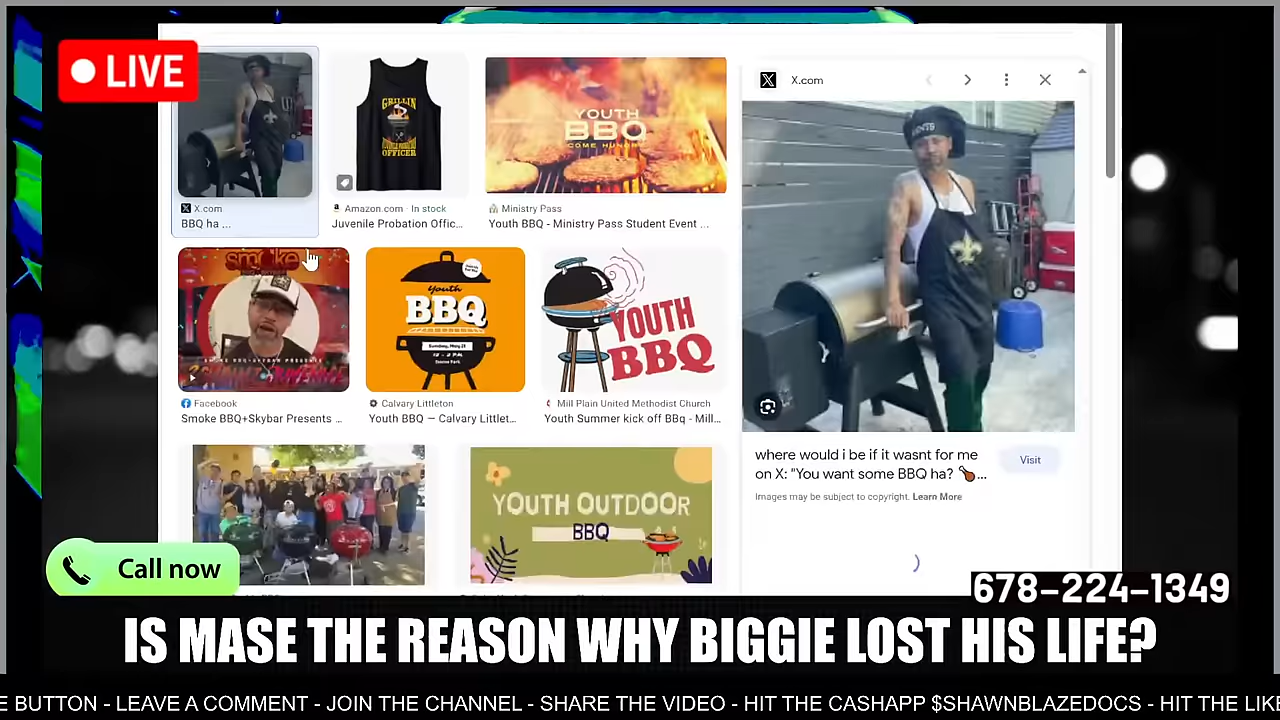 LIVE
X.com
BBQ ha ...
GRILLIN
OFFICER
Amazon.com · In stock
Juvenile Probation Offic...
YOUTH
BBQ
COME HUNGRY
Ministry Pass
Youth BBQ - Ministry Pass Student Event ...
X.com
smoke
Facebook
Smoke BBQ+Skybar Presents ...
Youth
BBQ
Calvary Littleton
Youth BBQ — Calvary Littlet...
YOUTH
BBQ
Mill Plain United Methodist Church
Youth Summer kick off BBq - Mill...
where would i be if it wasnt for me
on X: "You want some BBQ ha? 🍗...
Visit
Images may be subject to copyright. Learn More
YOUTH OUTDOOR
BBQ
Call now
678-224-1349
IS MASE THE REASON WHY BIGGIE LOST HIS LIFE?
E BUTTON - LEAVE A COMMENT - JOIN THE CHANNEL - SHARE THE VIDEO - HIT THE CASHAPP $SHAWNBLAZEDOCS - HIT THE LIKE